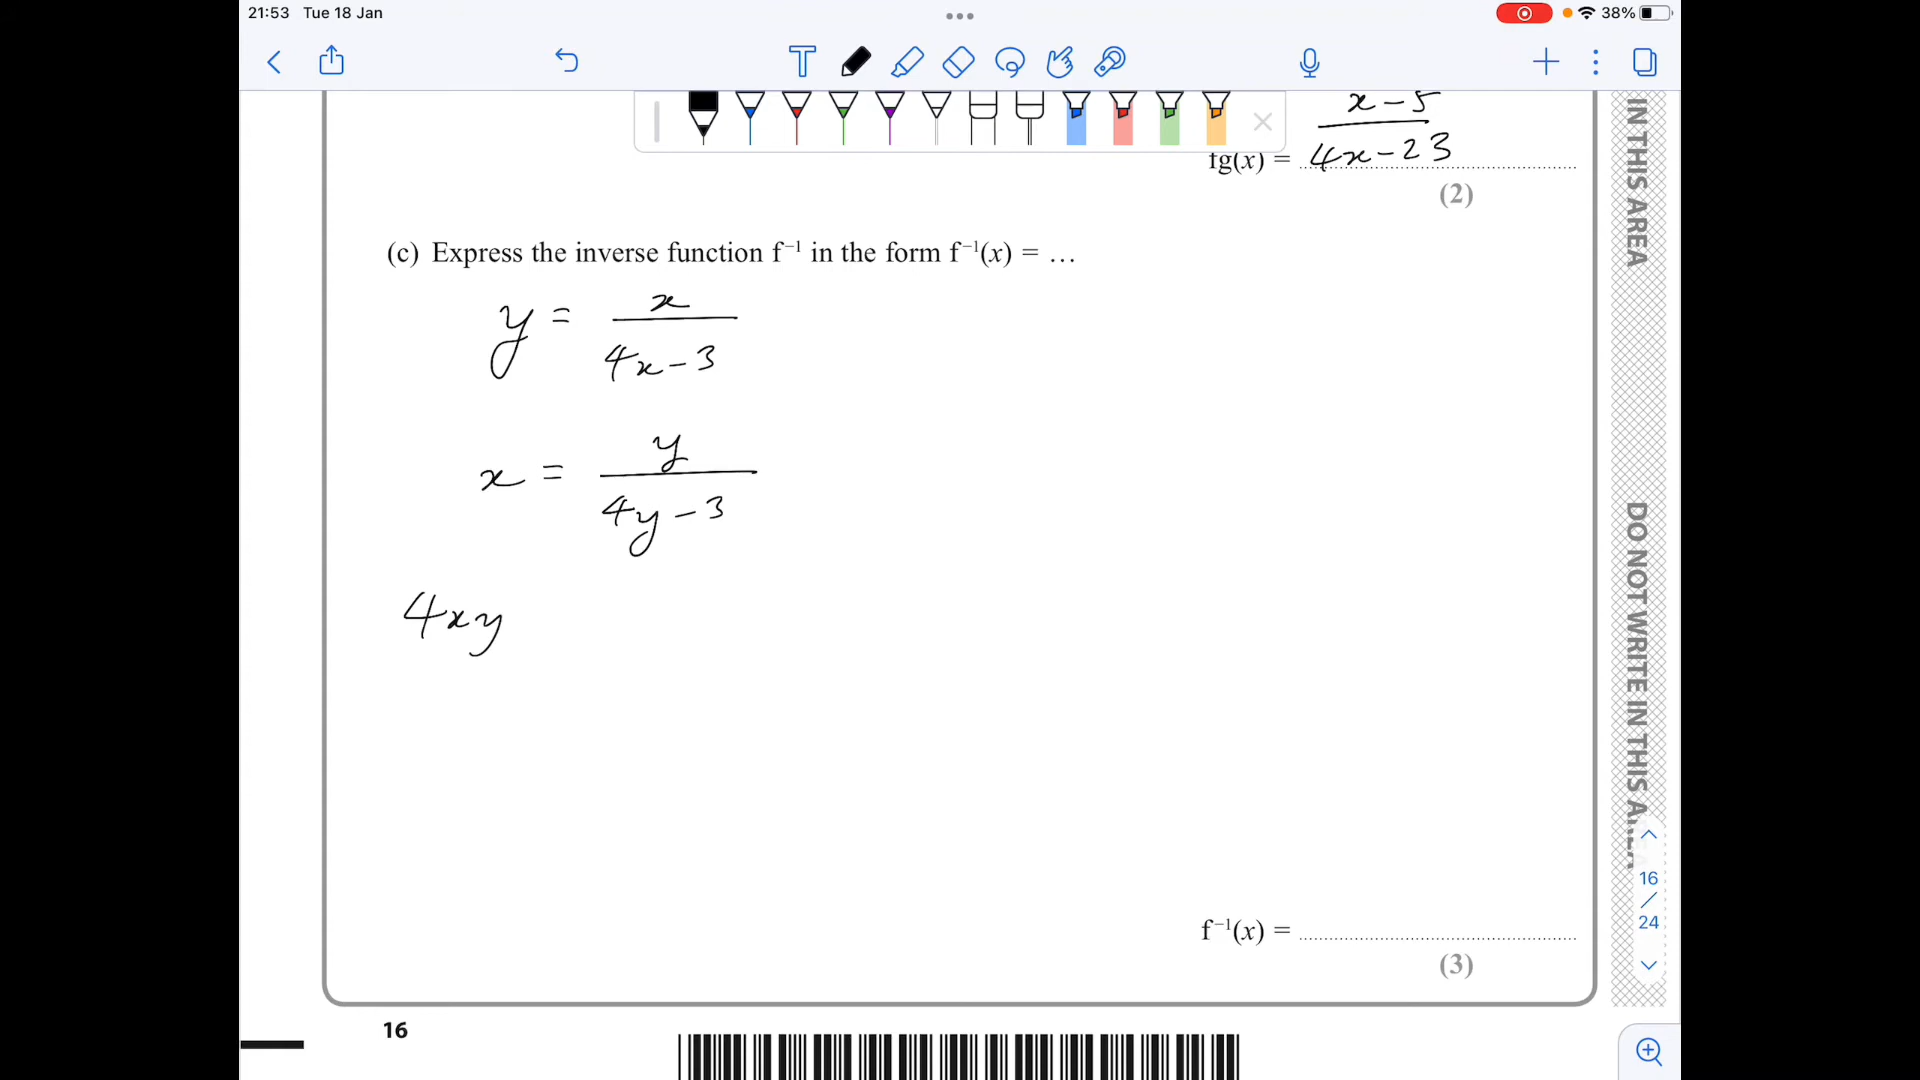 21:53 Tue 18 Jan
38%
T
x-5
fg(x) = 4x-23
(2)
(c) Express the inverse function f⁻¹ in the form f⁻¹(x) = …
y = x
4x-3
x = y
4y-3
4xy
f⁻¹(x) =
(3)
16
IN THIS AREA
DO NOT WRITE IN THIS AREA
16
/
24